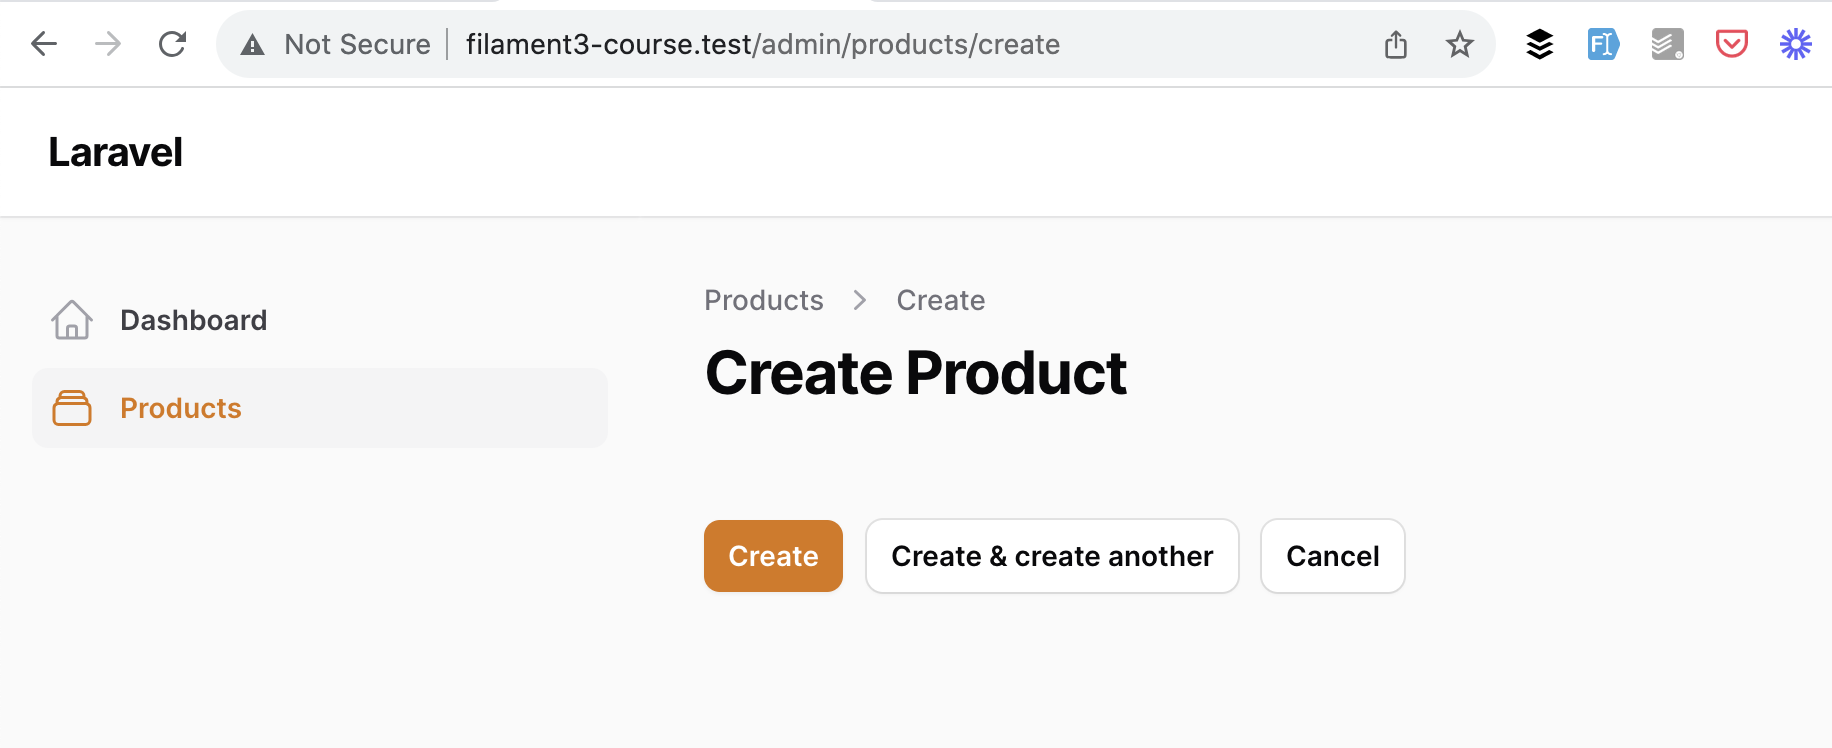 Not Secure filament3-course.test/admin/products/create
Laravel
Dashboard
Products
Products Create
Create Product
Create Create & create another Cancel